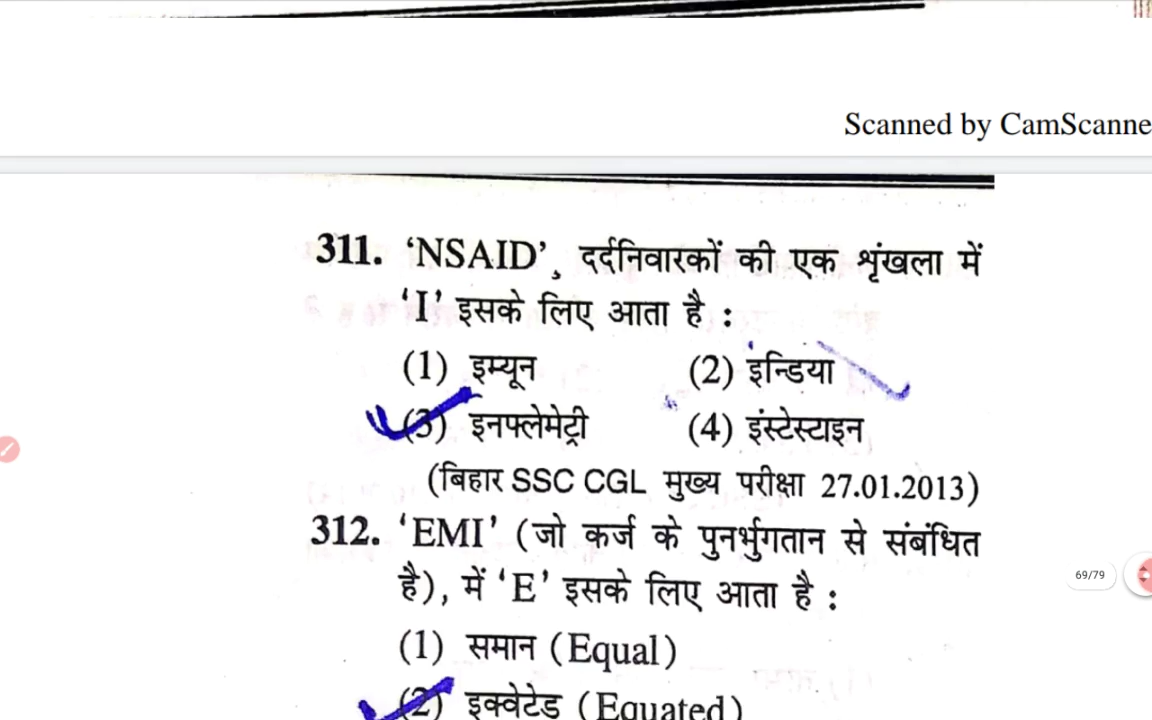 Scanned by CamScanne
311. 'NSAID', दर्दनिवारकों की एक शृंखला में
'I' इसके लिए आता है :
(1) इम्यून (2) इन्डिया
(3) इनफ्लेमेट्री (4) इंस्टेस्टाइन
(बिहार SSC CGL मुख्य परीक्षा 27.01.2013)
312. 'EMI' (जो कर्ज के पुनर्भुगतान से संबंधित
है), में 'E' इसके लिए आता है :
69/79
(1) समान (Equal)
(2) इक्वेटेड (Equated)